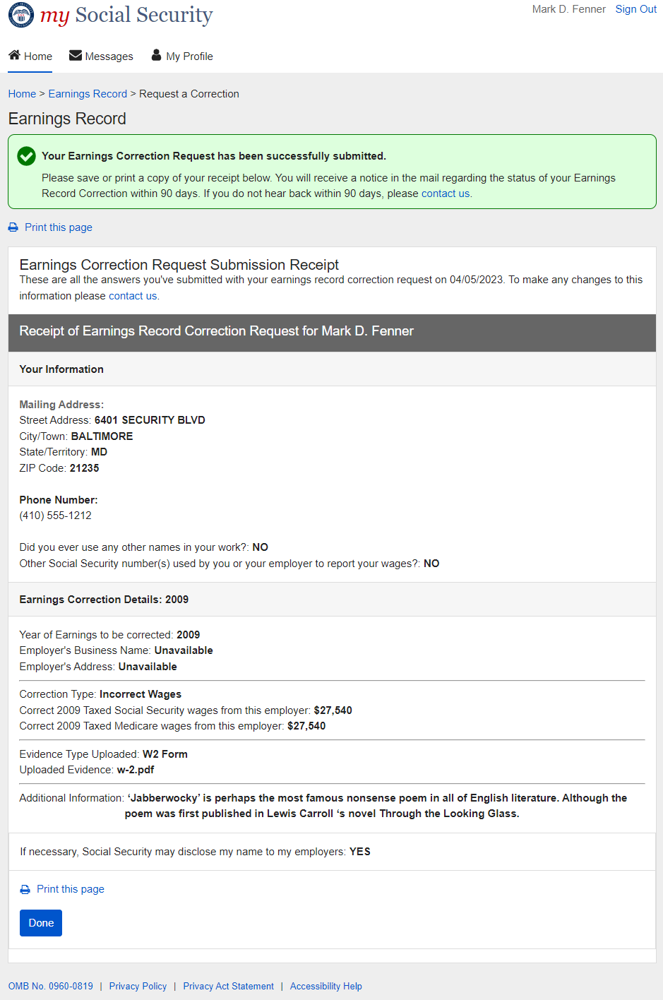 my Social Security
Mark D. Fenner Sign Out
Home Messages My Profile
Home > Earnings Record > Request a Correction
Earnings Record
Your Earnings Correction Request has been successfully submitted.
Please save or print a copy of your receipt below. You will receive a notice in the mail regarding the status of your Earnings
Record Correction within 90 days. If you do not hear back within 90 days, please contact us.
Print this page
Earnings Correction Request Submission Receipt
These are all the answers you've submitted with your earnings record correction request on 04/05/2023. To make any changes to this
information please contact us.
Receipt of Earnings Record Correction Request for Mark D. Fenner
Your Information
Mailing Address:
Street Address: 6401 SECURITY BLVD
City/Town: BALTIMORE
State/Territory: MD
ZIP Code: 21235
Phone Number:
(410) 555-1212
Did you ever use any other names in your work?: NO
Other Social Security number(s) used by you or your employer to report your wages?: NO
Earnings Correction Details: 2009
Year of Earnings to be corrected: 2009
Employer's Business Name: Unavailable
Employer's Address: Unavailable
Correction Type: Incorrect Wages
Correct 2009 Taxed Social Security wages from this employer: $27,540
Correct 2009 Taxed Medicare wages from this employer: $27,540
Evidence Type Uploaded: W2 Form
Uploaded Evidence: w-2.pdf
Additional Information: ‘Jabberwocky’ is perhaps the most famous nonsense poem in all of English literature. Although the
poem was first published in Lewis Carroll ‘s novel Through the Looking Glass.
If necessary, Social Security may disclose my name to my employers: YES
Print this page
Done
OMB No. 0960-0819 | Privacy Policy | Privacy Act Statement | Accessibility Help